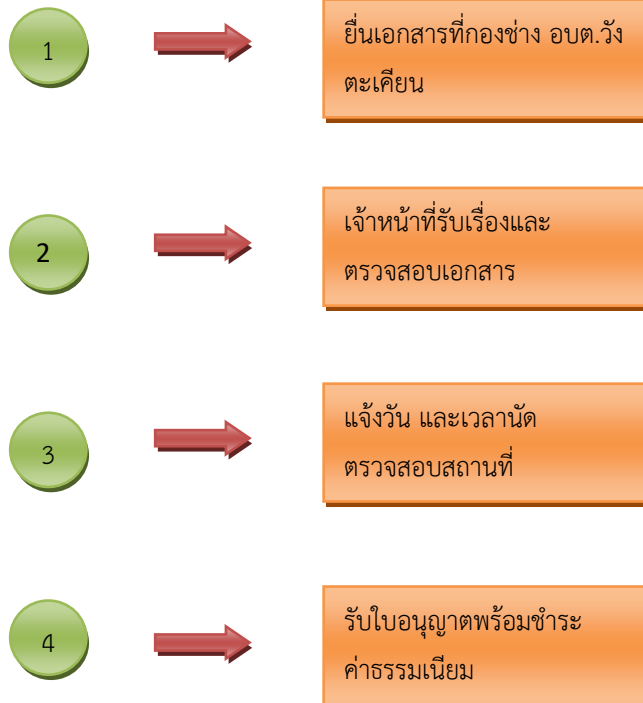 1
ยื่นเอกสารที่กองช่าง อบต.วัง
ตะเคียน
2
เจ้าหน้าที่รับเรื่องและ
ตรวจสอบเอกสาร
3
แจ้งวัน และเวลานัด
ตรวจสอบสถานที่
4
รับใบอนุญาตพร้อมชำระ
ค่าธรรมเนียม